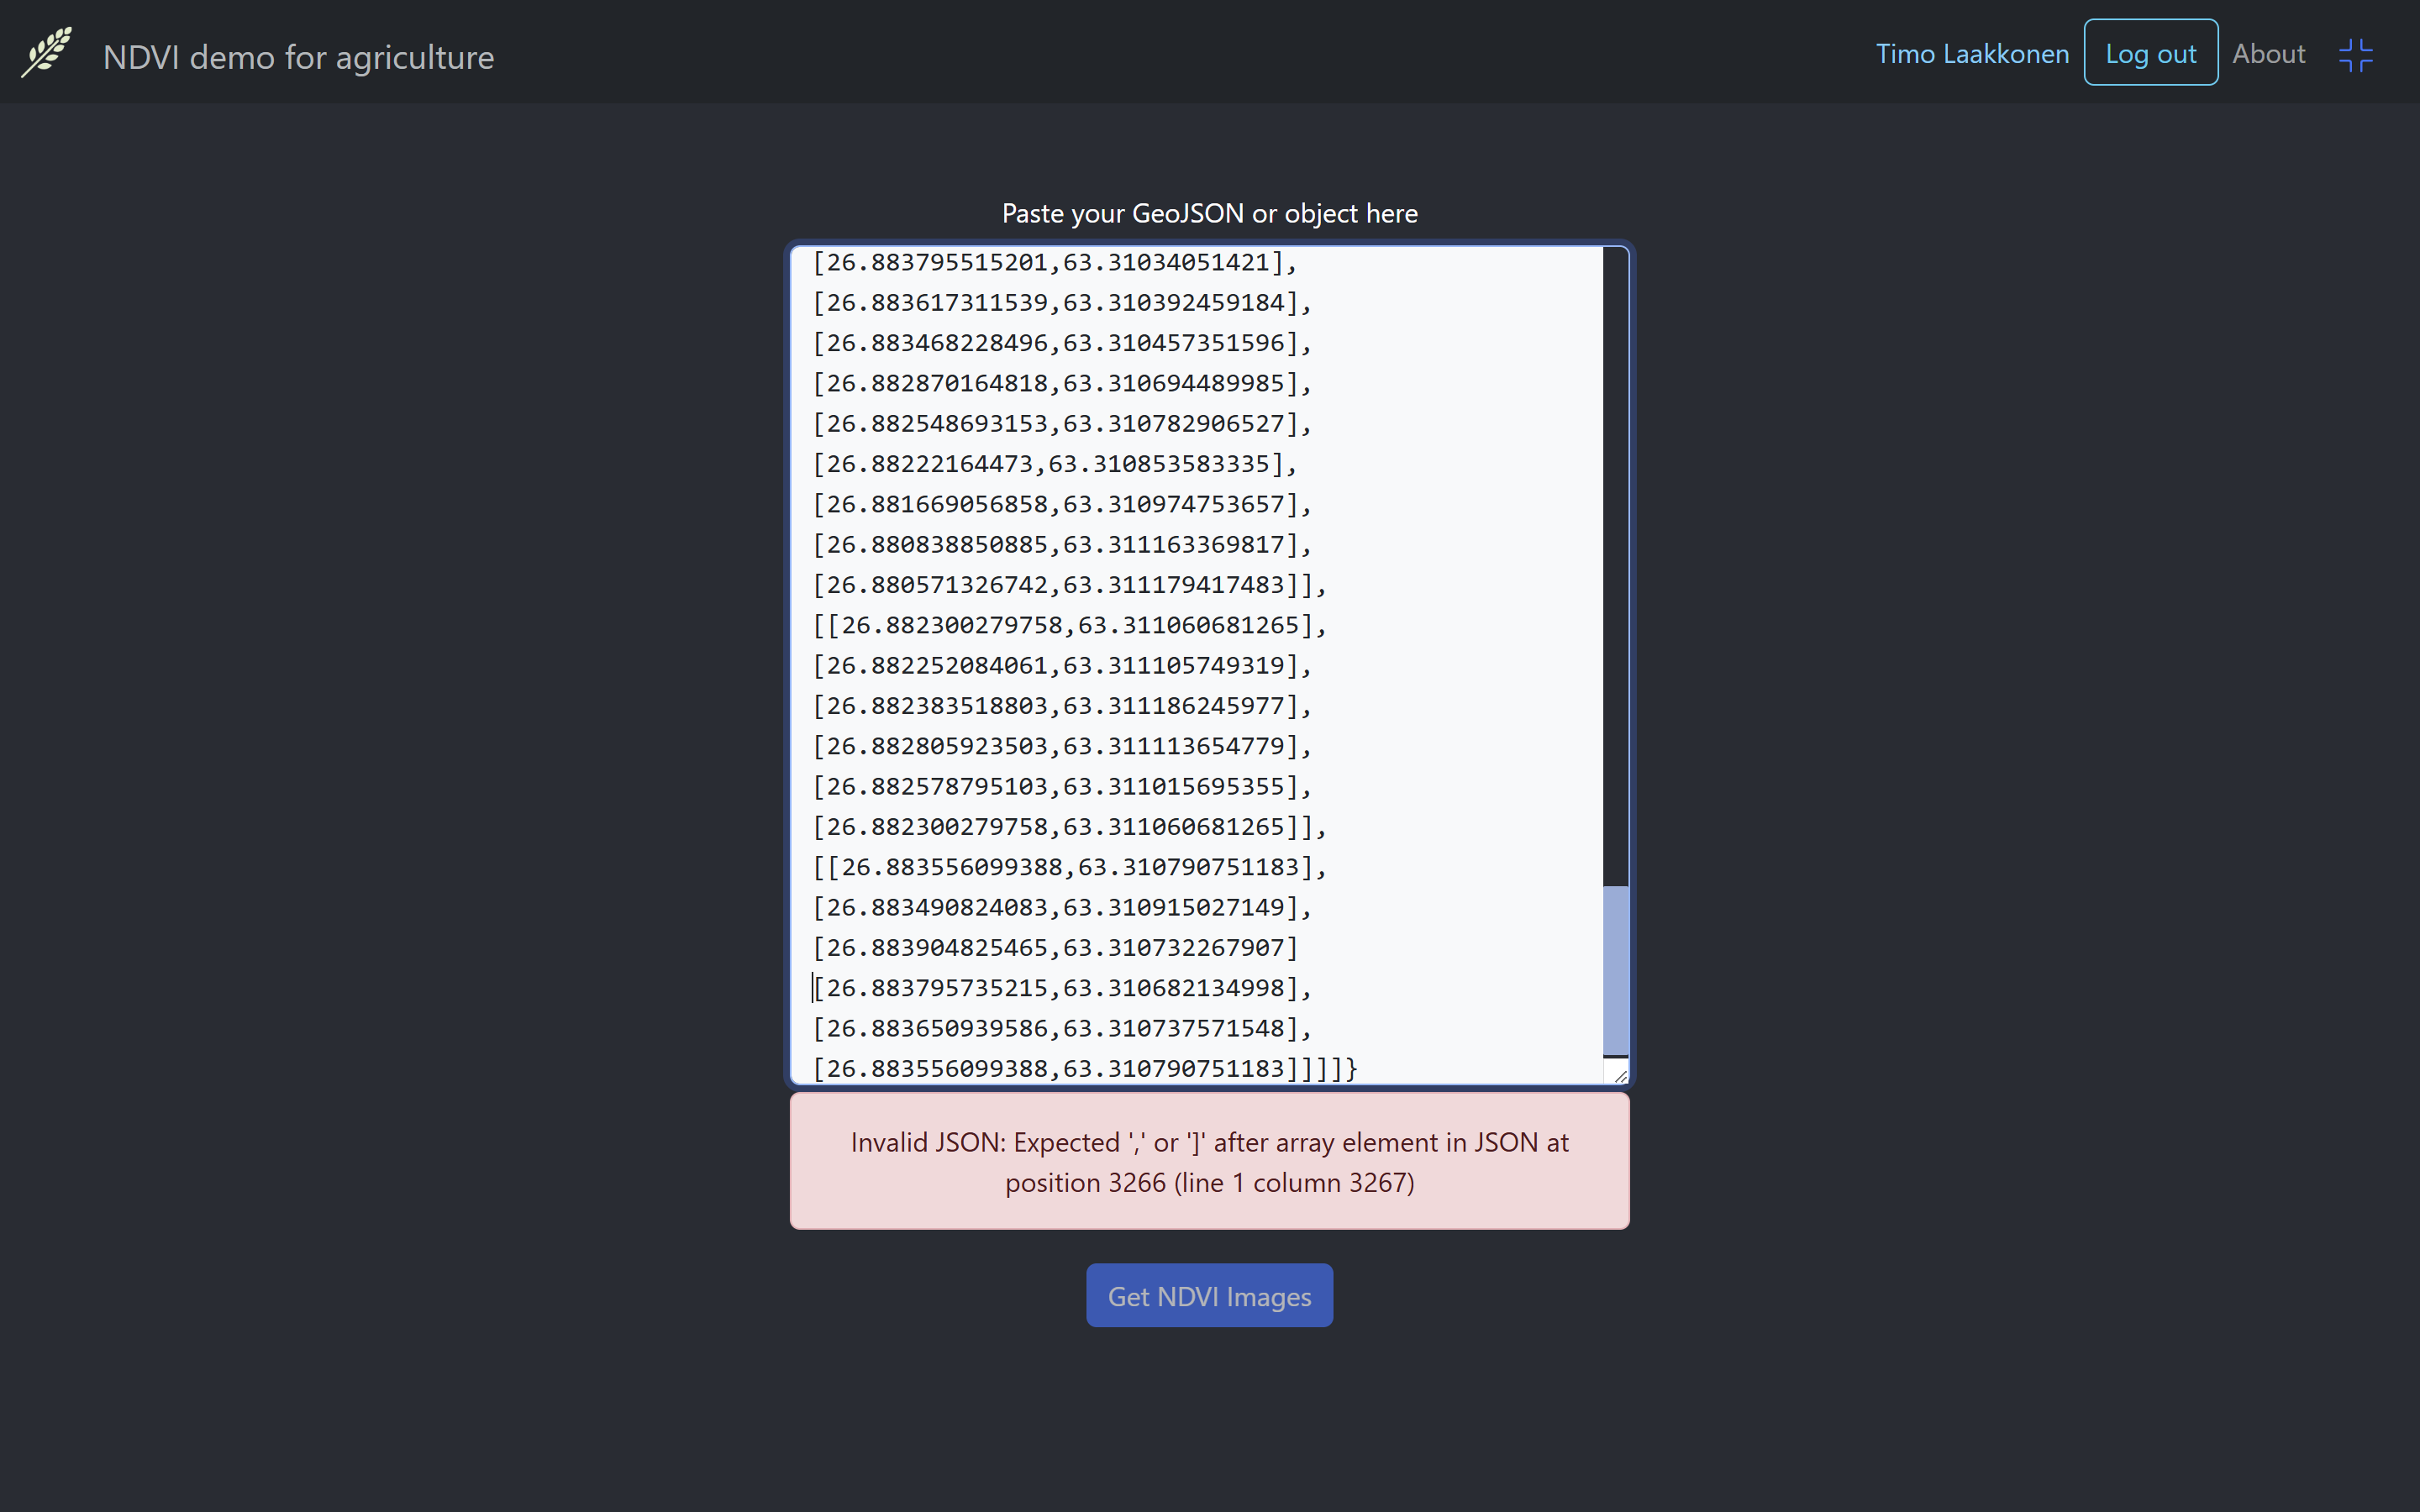 NDVI demo for agriculture
Timo Laakkonen
Log out
About
Paste your GeoJSON or object here
[26.883795515201,63.31034051421],
[26.883617311539,63.310392459184],
[26.883468228496,63.310457351596],
[26.882870164818,63.310694489985],
[26.882548693153,63.310782906527],
[26.88222164473,63.310853583335],
[26.881669056858,63.310974753657],
[26.880838850885,63.311163369817],
[26.880571326742,63.311179417483]],
[[26.882300279758,63.311060681265],
[26.882252084061,63.311105749319],
[26.882383518803,63.311186245977],
[26.882805923503,63.311113654779],
[26.882578795103,63.311015695355],
[26.882300279758,63.311060681265]],
[[26.883556099388,63.310790751183],
[26.883490824083,63.310915027149],
[26.883904825465,63.310732267907]
[26.883795735215,63.310682134998],
[26.883650939586,63.310737571548],
[26.883556099388,63.310790751183]]]]}
Invalid JSON: Expected ',' or ']' after array element in JSON at
position 3266 (line 1 column 3267)
Get NDVI Images